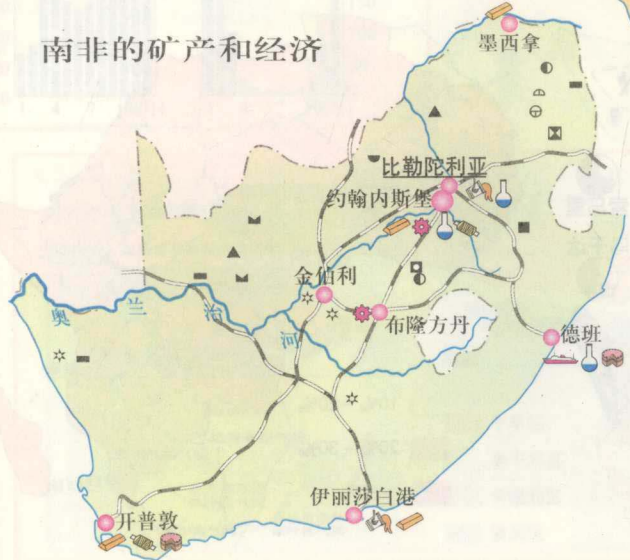 南非的矿产和经济
墨西拿
比勒陀利亚
约翰内斯堡
金伯利
奥兰治河
布隆方丹
德班
伊丽莎白港
开普敦